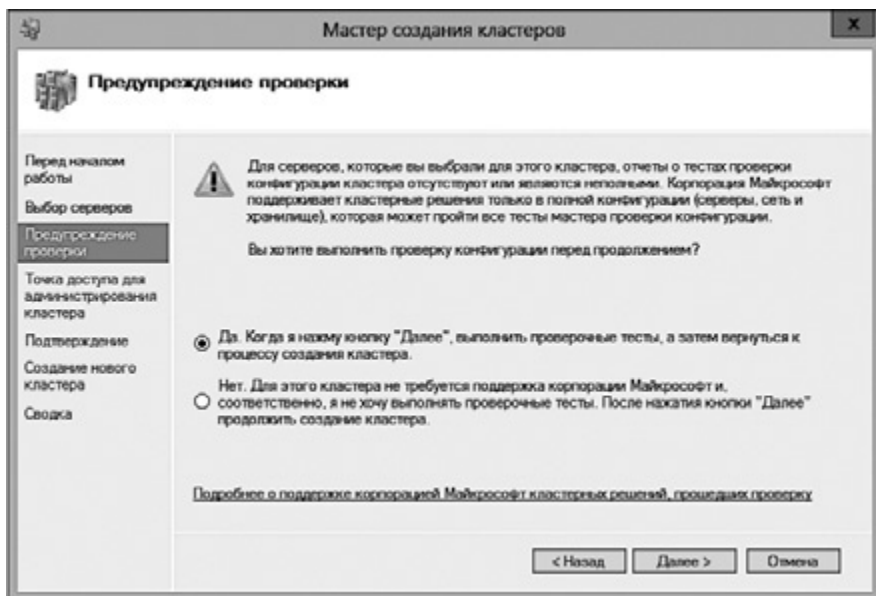 Мастер создания кластеров
x
Предупреждение проверки
Перед началом
работы
Выбор серверов
Предупреждение
проверки
Точка доступа для
администрирования
кластера
Подтверждение
Создание нового
кластера
Сводка
Для серверов, которые вы выбрали для этого кластера, отчеты о тестах проверки
конфигурации кластера отсутствуют или являются неполными. Корпорация Майкрософт
поддерживает кластерные решения только в полной конфигурации (серверы, сеть и
хранилище), которая может пройти все тесты мастера проверки конфигурации.
Вы хотите выполнить проверку конфигурации перед продолжением?
Да. Когда я нажму кнопку "Далее", выполнить проверочные тесты, а затем вернуться к
процессу создания кластера.
Нет. Для этого кластера не требуется поддержка корпорации Майкрософт и,
соответственно, я не хочу выполнять проверочные тесты. После нажатия кнопки "Далее"
продолжить создание кластера.
Подробнее о поддержке корпорацией Майкрософт кластерных решений, прошедших проверку
< Назад
Далее >
Отмена